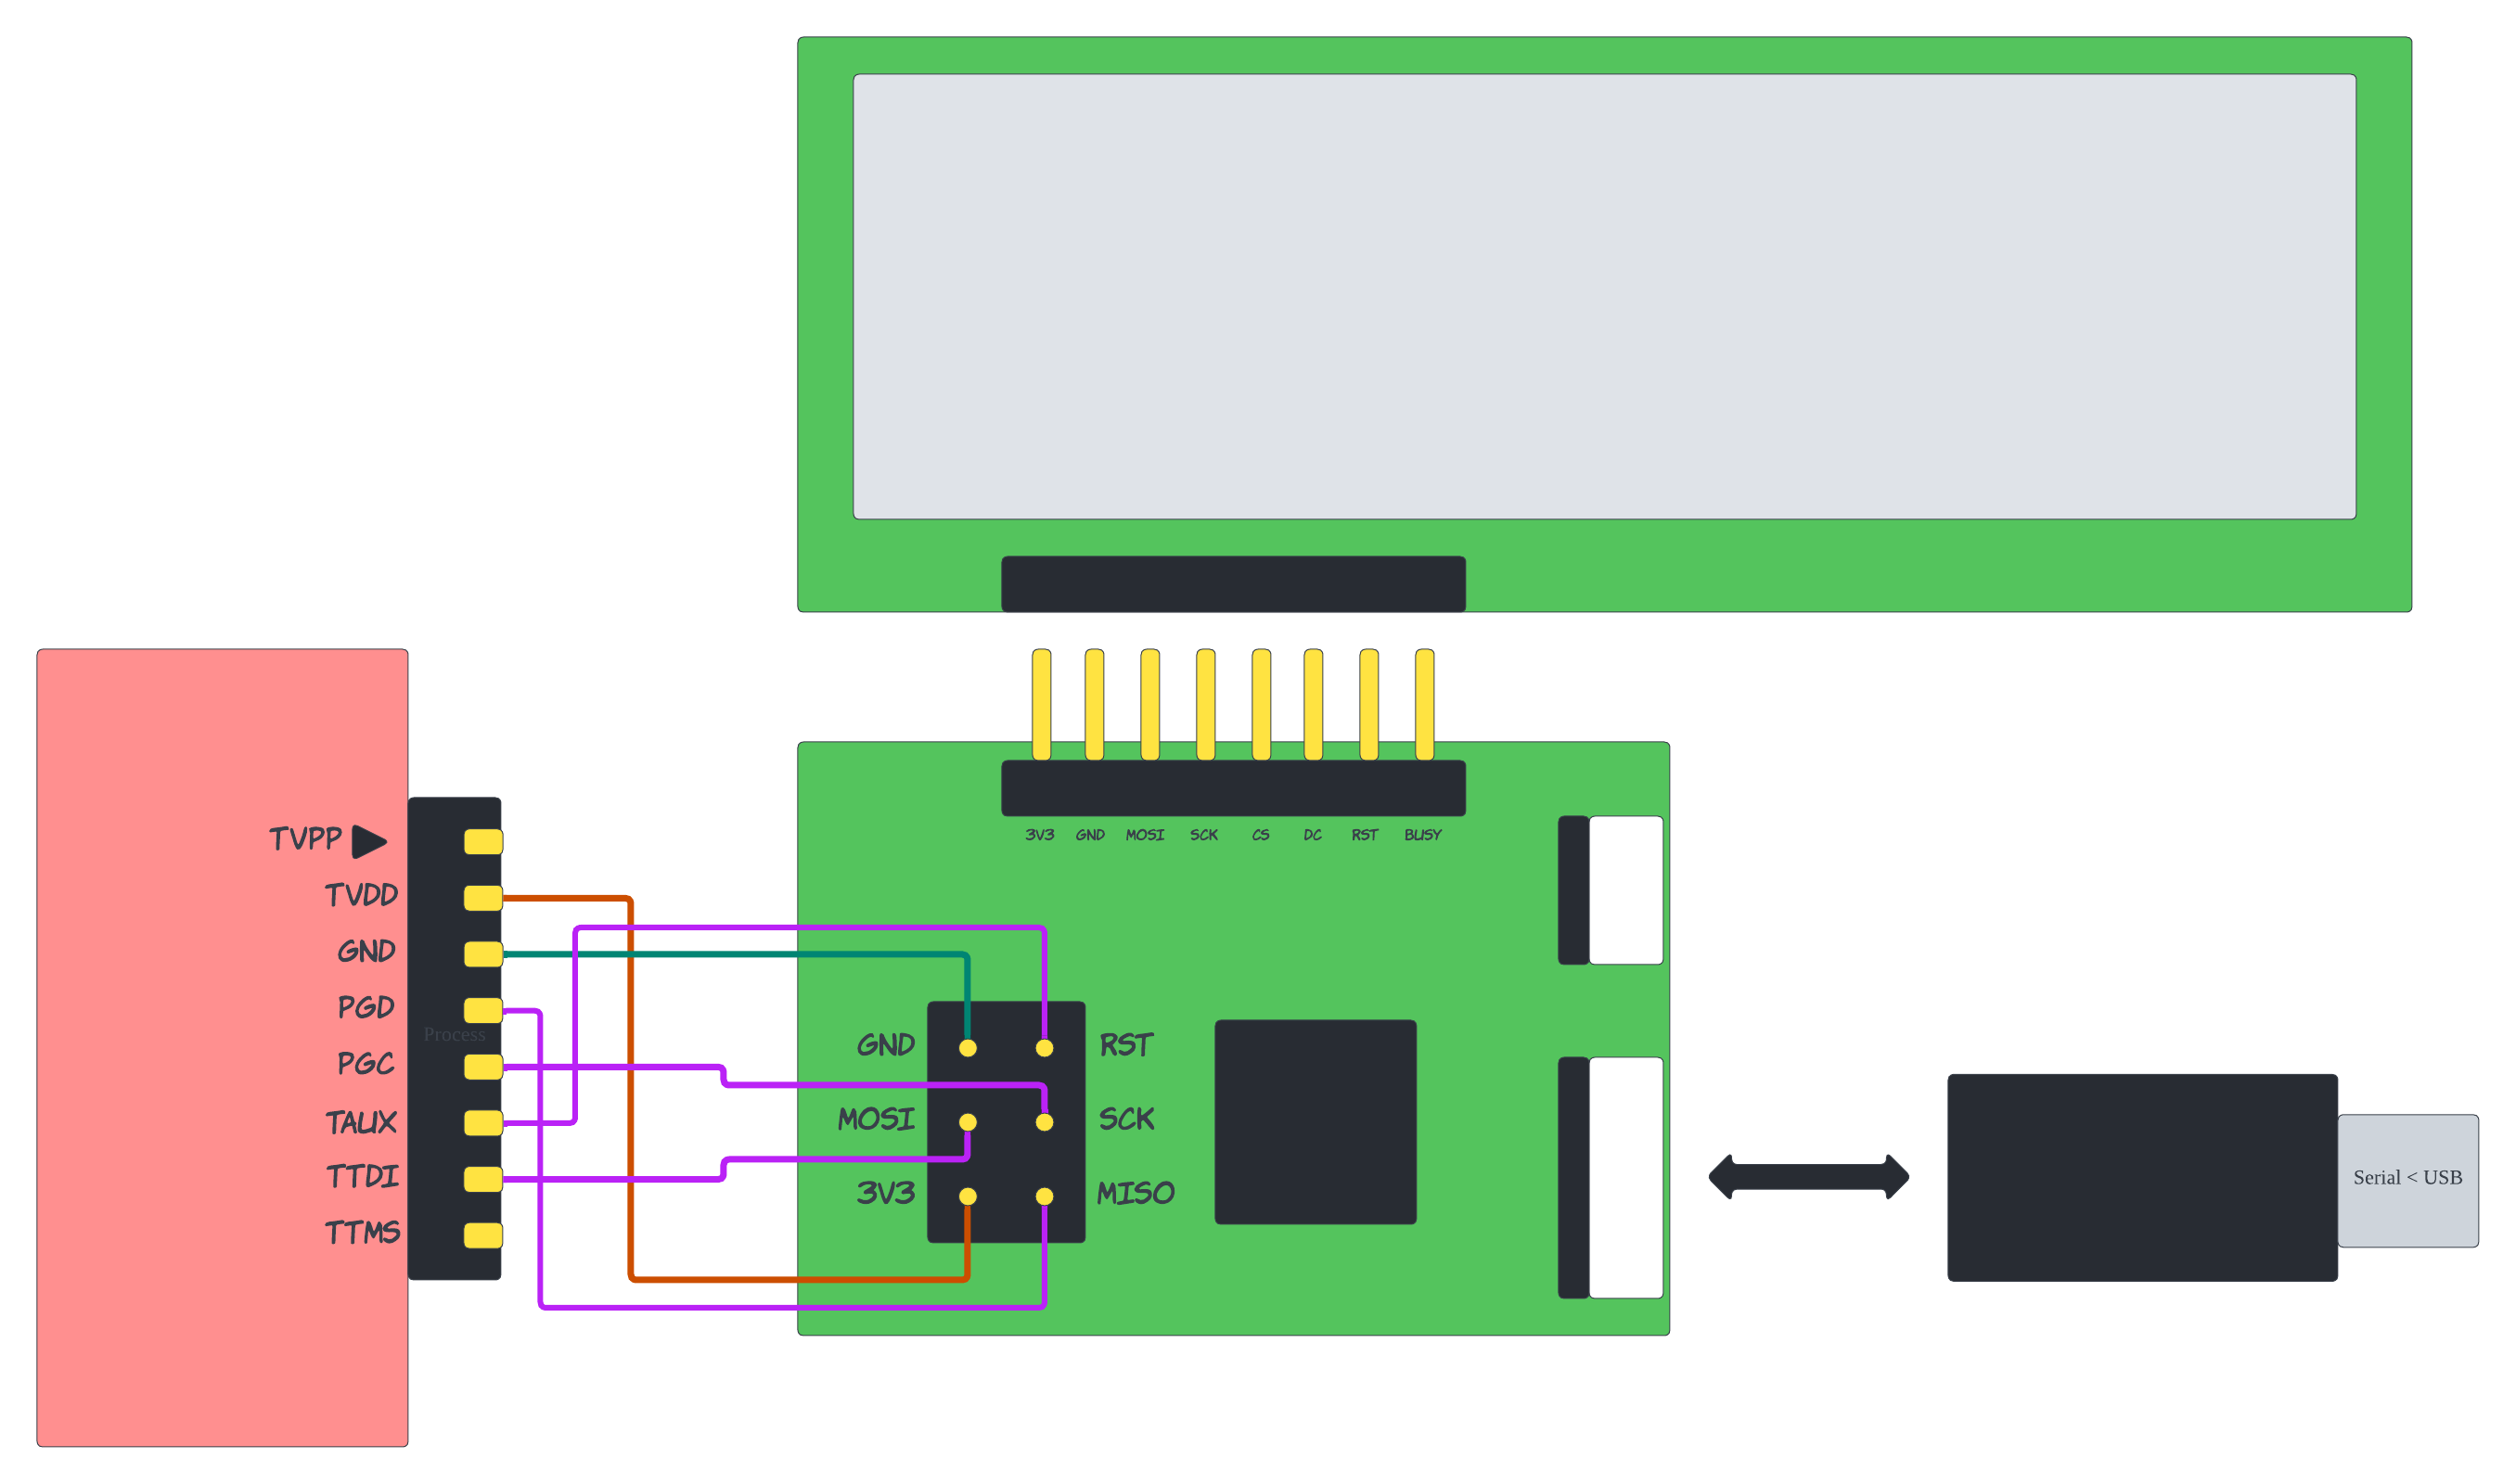 3V3 GND MOSI SCK CS DC RST BUSY
TVPP
TVDD
GND
PGD
Process
PGC
TAUX
TTDI
TTMS
GND RST
MOSI SCK
3V3 MISO
Serial < USB